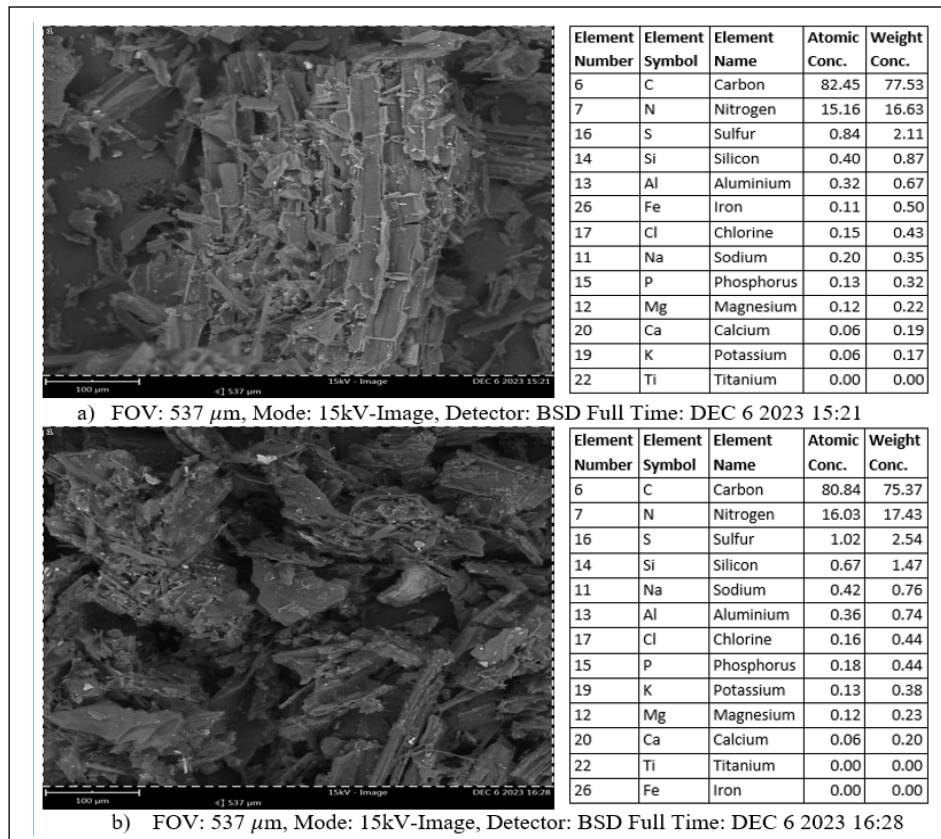 Element Number Element Symbol Element Name Atomic Conc. Weight Conc.
6 C Carbon 82.45 77.53
7 N Nitrogen 15.16 16.63
16 S Sulfur 0.84 2.11
14 Si Silicon 0.40 0.87
13 Al Aluminium 0.32 0.67
26 Fe Iron 0.11 0.50
17 Cl Chlorine 0.15 0.43
11 Na Sodium 0.20 0.35
15 P Phosphorus 0.13 0.32
12 Mg Magnesium 0.12 0.22
20 Ca Calcium 0.06 0.19
19 K Potassium 0.06 0.17
22 Ti Titanium 0.00 0.00
100 µm 537 µm 15kV - Image DEC 6 2023 15:21
a) FOV: 537 µm, Mode: 15kV-Image, Detector: BSD Full Time: DEC 6 2023 15:21
Element Number Element Symbol Element Name Atomic Conc. Weight Conc.
6 C Carbon 80.84 75.37
7 N Nitrogen 16.03 17.43
16 S Sulfur 1.02 2.54
14 Si Silicon 0.67 1.47
11 Na Sodium 0.42 0.76
13 Al Aluminium 0.36 0.74
17 Cl Chlorine 0.16 0.44
15 P Phosphorus 0.18 0.44
19 K Potassium 0.13 0.38
12 Mg Magnesium 0.12 0.23
20 Ca Calcium 0.06 0.20
22 Ti Titanium 0.00 0.00
26 Fe Iron 0.00 0.00
100 µm 537 µm 15kV - Image DEC 6 2023 16:28
b) FOV: 537 µm, Mode: 15kV-Image, Detector: BSD Full Time: DEC 6 2023 16:28